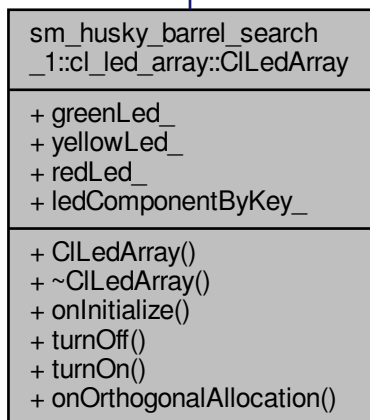 sm_husky_barrel_search
_1::cl_led_array::ClLedArray
+ greenLed_
+ yellowLed_
+ redLed_
+ ledComponentByKey_
+ ClLedArray()
+ ~ClLedArray()
+ onInitialize()
+ turnOff()
+ turnOn()
+ onOrthogonalAllocation()